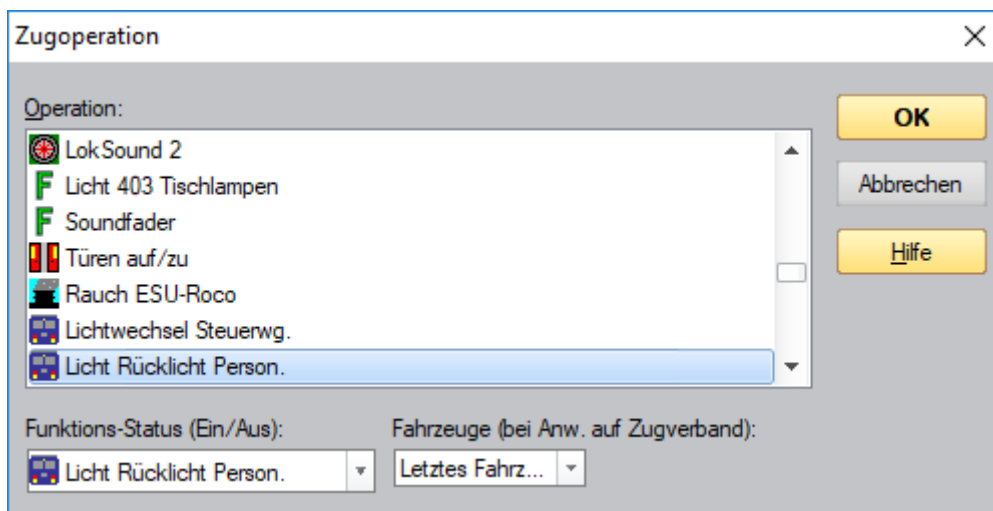 Zugoperation
Operation:
LokSound 2
Licht 403 Tischlampen
Soundfader
Türen auf/zu
Rauch ESU-Roco
Lichtwechsel Steuerwg.
Licht Rücklicht Person.
OK
Abbrechen
Hilfe
Funktions-Status (Ein/Aus):
Licht Rücklicht Person.
Fahrzeuge (bei Anw. auf Zugverband):
Letztes Fahrz...